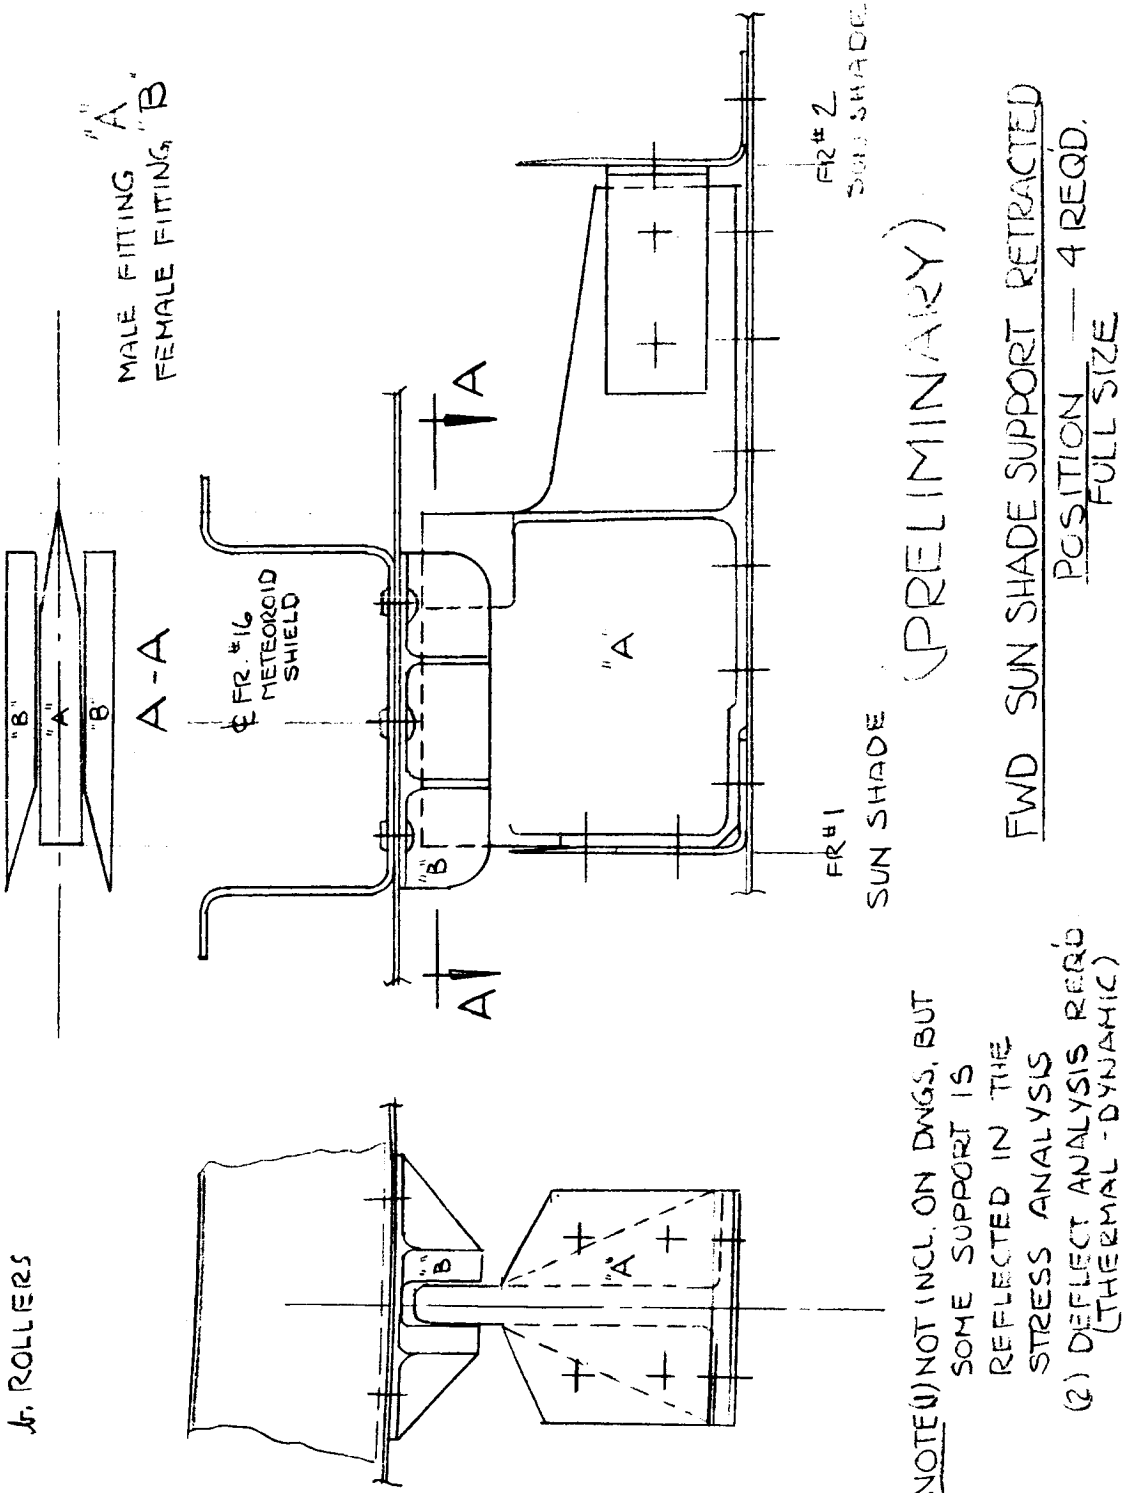 b. ROLLERS
"B"
"A"
"B"
A-A
MALE FITTING "A"
FEMALE FITTING "B"
℄ FR. #16
METEOROID
SHIELD
"B"
"A"
A
A
"B"
"A"
FR #1
SUN SHADE
FR #2
SUN SHADE
(PRELIMINARY)
NOTE (1) NOT INCL. ON DWGS, BUT
SOME SUPPORT IS
REFLECTED IN THE
STRESS ANALYSIS
(2) DEFLECT ANALYSIS REQ'D
(THERMAL - DYNAMIC)
FWD SUN SHADE SUPPORT RETRACTED
POSITION — 4 REQ'D.
FULL SIZE